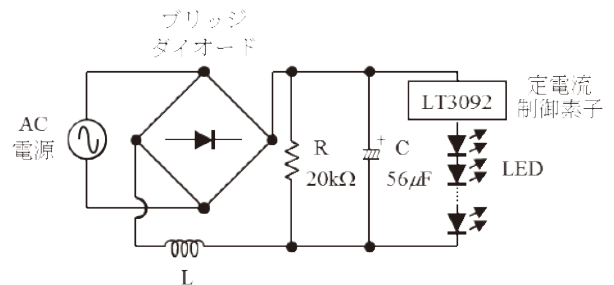 ブリッジ
ダイオード
AC
電源
R
20kΩ
+
C
56μF
LT3092
定電流
制御素子
LED
L